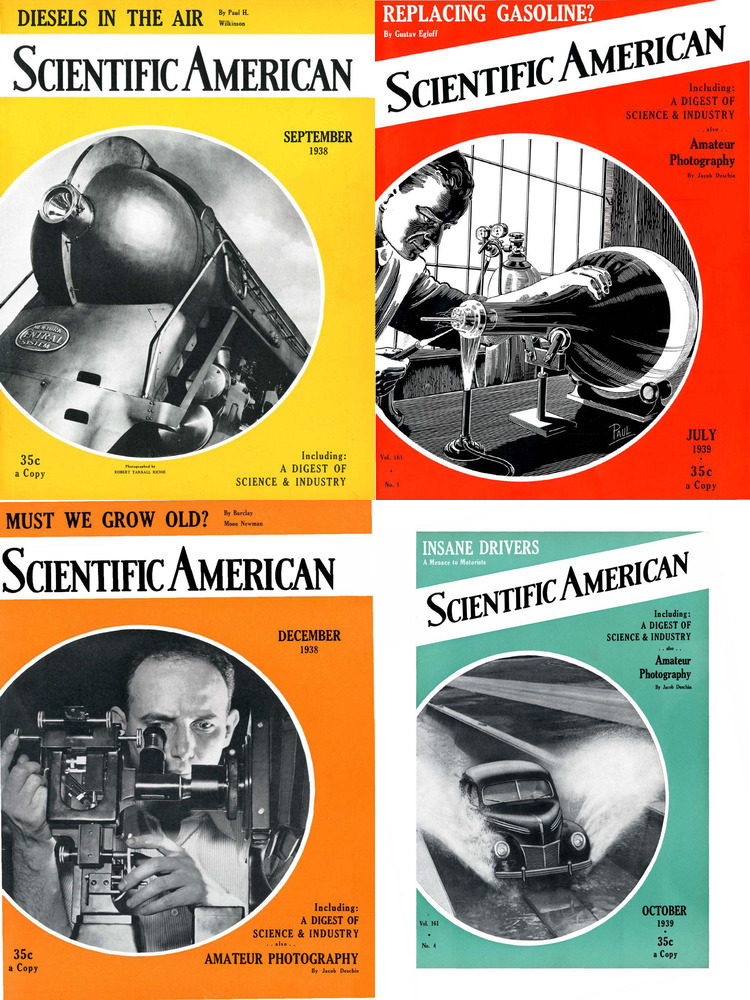 DIESELS IN THE AIR
By Paul H.
Wilkinson
SCIENTIFIC AMERICAN
SEPTEMBER
1938
NEW YORK
CENTRAL
SYSTEM
35c
a Copy
Photographed by
ROBERT YARNALL RICHIE
Including:
A DIGEST OF
SCIENCE & INDUSTRY
REPLACING GASOLINE?
By Gustav Egloff
SCIENTIFIC AMERICAN
Including:
A DIGEST OF
SCIENCE & INDUSTRY
. . also . .
Amateur
Photography
By Jacob Deschin
PAUL
Vol. 161
•
No. 1
JULY
1939
•
35c
a Copy
MUST WE GROW OLD?
By Barclay
Moon Newman
SCIENTIFIC AMERICAN
DECEMBER
1938
Including:
A DIGEST OF
SCIENCE & INDUSTRY
. . also . .
AMATEUR PHOTOGRAPHY
By Jacob Deschin
35c
a Copy
INSANE DRIVERS
A Menace to Motorists
SCIENTIFIC AMERICAN
Including:
A DIGEST OF
SCIENCE & INDUSTRY
. . also . .
Amateur
Photography
By Jacob Deschin
Vol. 161
•
No. 4
OCTOBER
1939
•
35c
a Copy